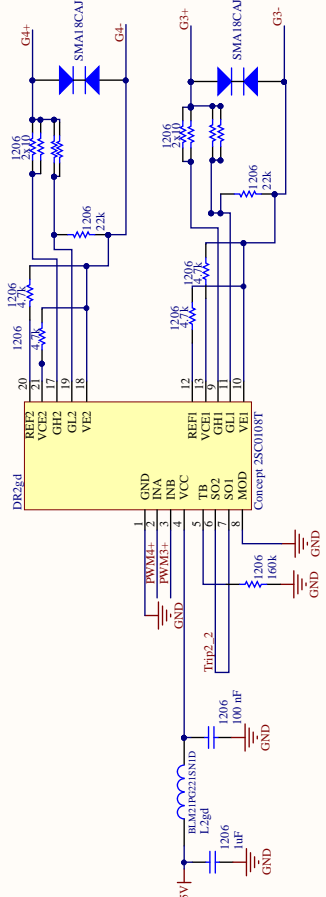 G4+
SMA18CAJ
G4-
G3+
SMA18CAJ
G3-
1206
2x10
1206
2x10
1206
22k
1206
22k
1206
4.7k
1206
4.7k
1206
4.7k
1206
4.7k
20
21
17
19
18
12
13
9
11
10
REF2
VCE2
GH2
GL2
VE2
REF1
VCE1
GH1
GL1
VE1
DR2gd
Concept 2SC0108T
GND
INA
INB
VCC
TB
SO2
SO1
MOD
1
2
3
4
5
6
7
8
PWM4+
PWM3+
GND
GND
1206
160k
GND
Trip2_2
1206
100 nF
GND
BLM21PG221SN1D
L2gd
1206
1uF
GND
5V